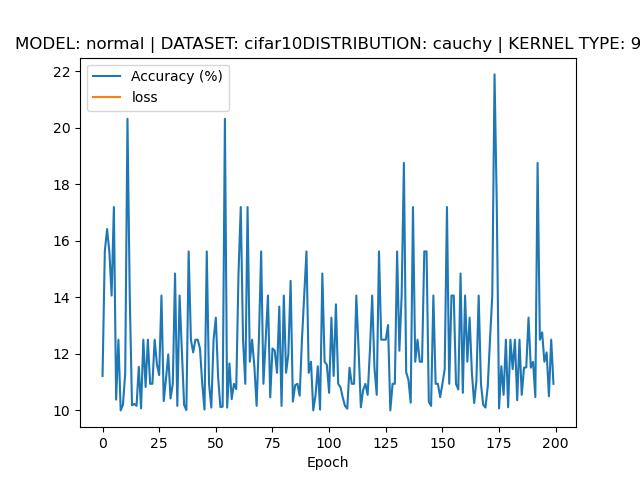 MODEL: normal | DATASET: cifar10DISTRIBUTION: cauchy | KERNEL TYPE: 9
Accuracy (%)
loss
22
20
18
16
14
12
10
0 25 50 75 100 125 150 175 200
Epoch